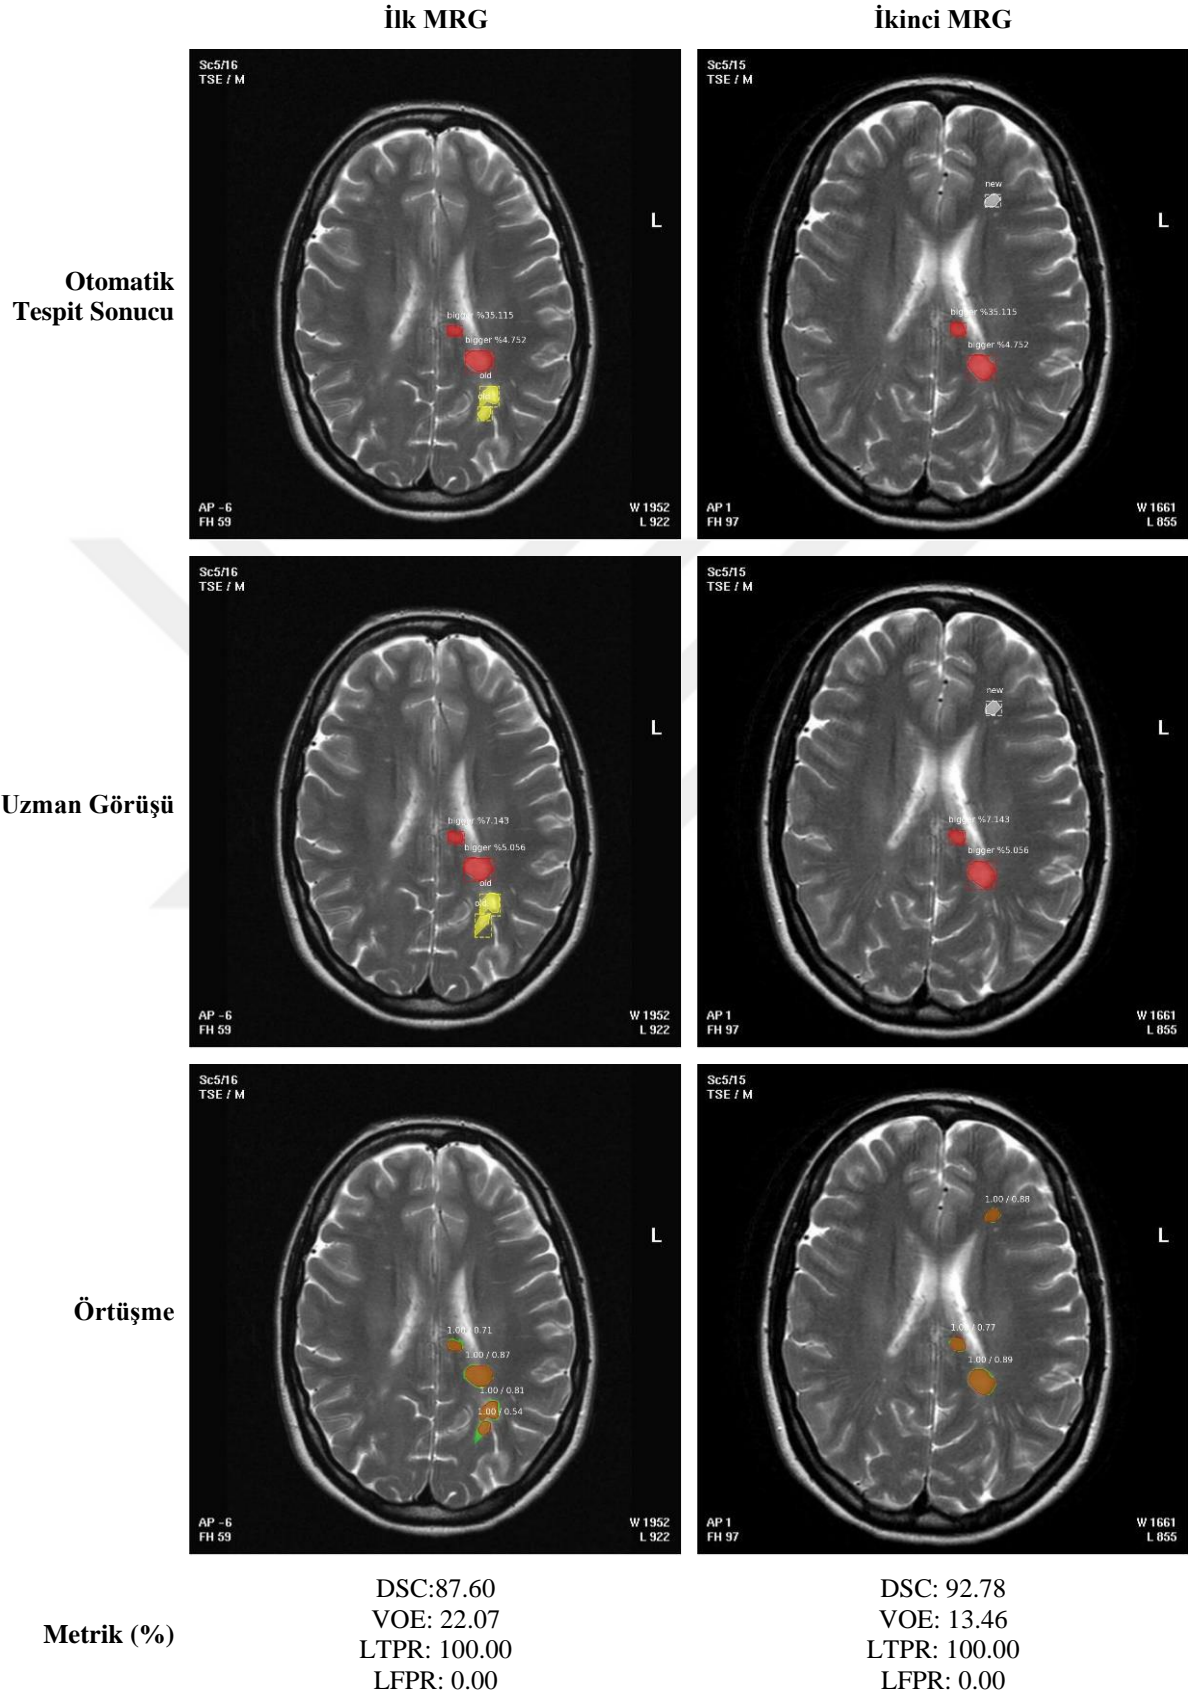 İlk MRG
İkinci MRG
Sc5/16
TSE / M
bigger %35.115
bigger %4.752
old
old
L
AP -6
FH 59
W 1952
L 922
Sc5/15
TSE / M
new
bigger %35.115
bigger %4.752
L
AP 1
FH 97
W 1661
L 855
Otomatik
Tespit Sonucu
Sc5/16
TSE / M
bigger %7.143
bigger %5.056
old
old
L
AP -6
FH 59
W 1952
L 922
Sc5/15
TSE / M
new
bigger %7.143
bigger %5.056
L
AP 1
FH 97
W 1661
L 855
Uzman Görüşü
Sc5/16
TSE / M
1.00 / 0.71
1.00 / 0.87
1.00 / 0.81
1.00 / 0.54
L
AP -6
FH 59
W 1952
L 922
Sc5/15
TSE / M
1.00 / 0.88
1.00 / 0.77
1.00 / 0.89
L
AP 1
FH 97
W 1661
L 855
Örtüşme
Metrik (%)
DSC:87.60
VOE: 22.07
LTPR: 100.00
LFPR: 0.00
DSC: 92.78
VOE: 13.46
LTPR: 100.00
LFPR: 0.00